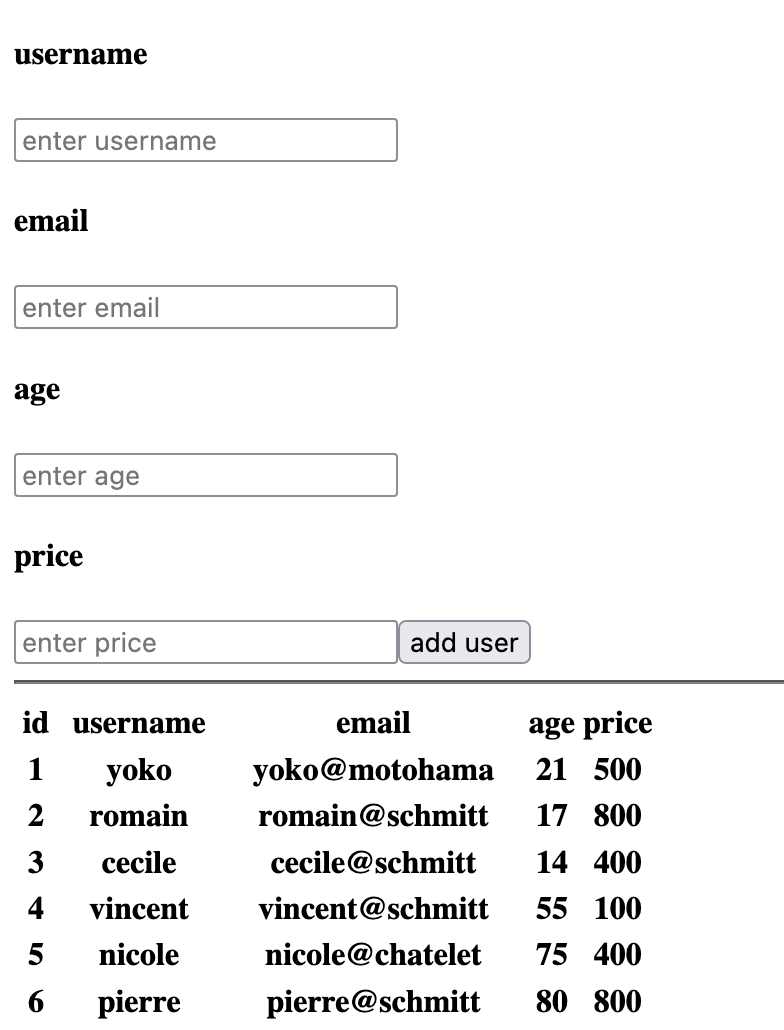 username
enter username
email
enter email
age
enter age
price
enter price add user
id username email age price
1 yoko yoko@motohama 21 500
2 romain romain@schmitt 17 800
3 cecile cecile@schmitt 14 400
4 vincent vincent@schmitt 55 100
5 nicole nicole@chatelet 75 400
6 pierre pierre@schmitt 80 800